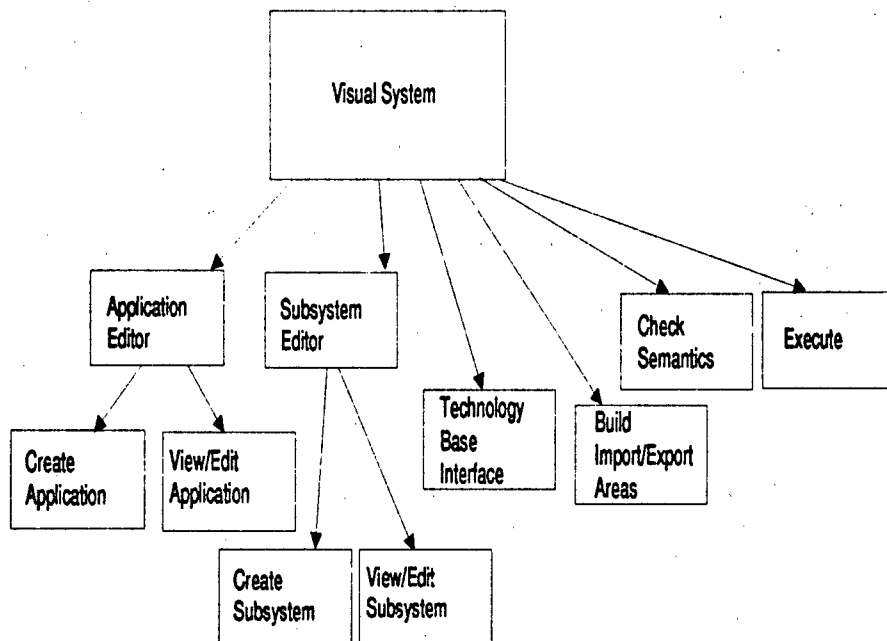 Visual System
Application
Editor
Subsystem
Editor
Check
Semantics
Execute
Technology
Base
Interface
Build
Import/Export
Areas
Create
Application
View/Edit
Application
Create
Subsystem
View/Edit
Subsystem